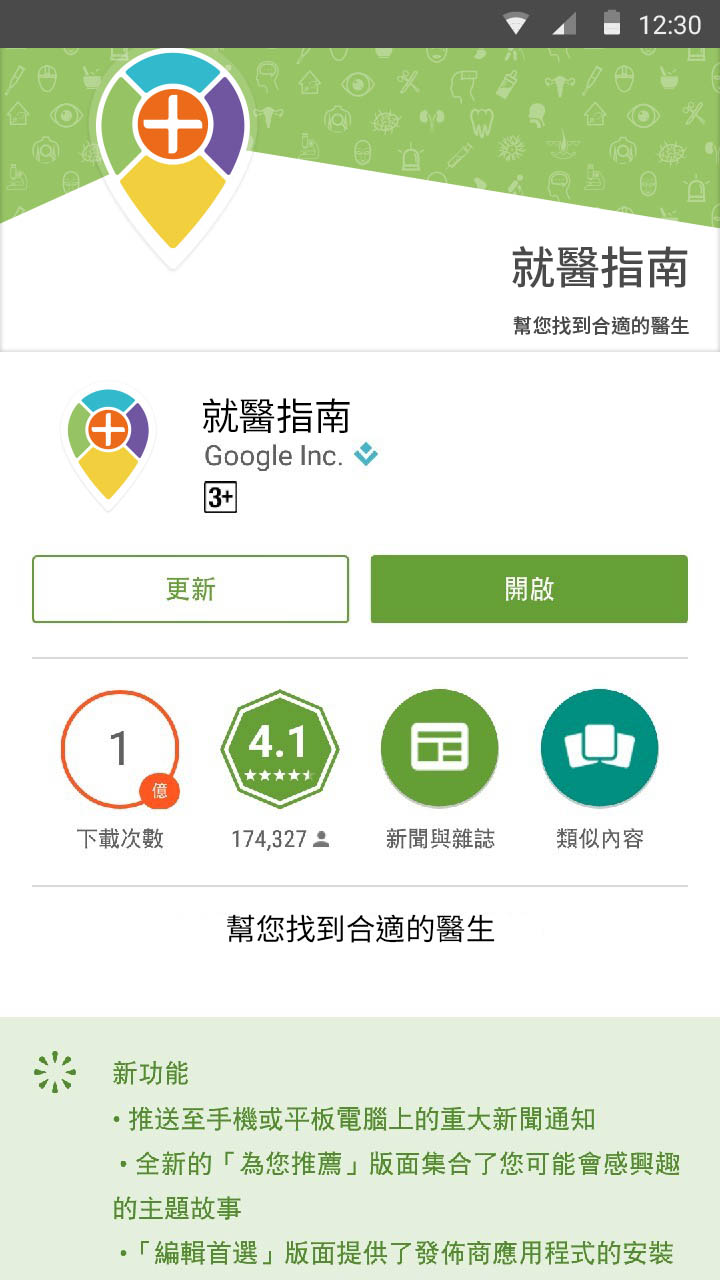 12:30
就醫指南
幫您找到合適的醫生
就醫指南
Google Inc.
3+
更新
開啟
1
億
4.1
下載次數
174,327
新聞與雜誌
類似內容
幫您找到合適的醫生
新功能
• 推送至手機或平板電腦上的重大新聞通知
• 全新的「為您推薦」版面集合了您可能會感興趣
的主題故事
•「編輯首選」版面提供了發佈商應用程式的安裝